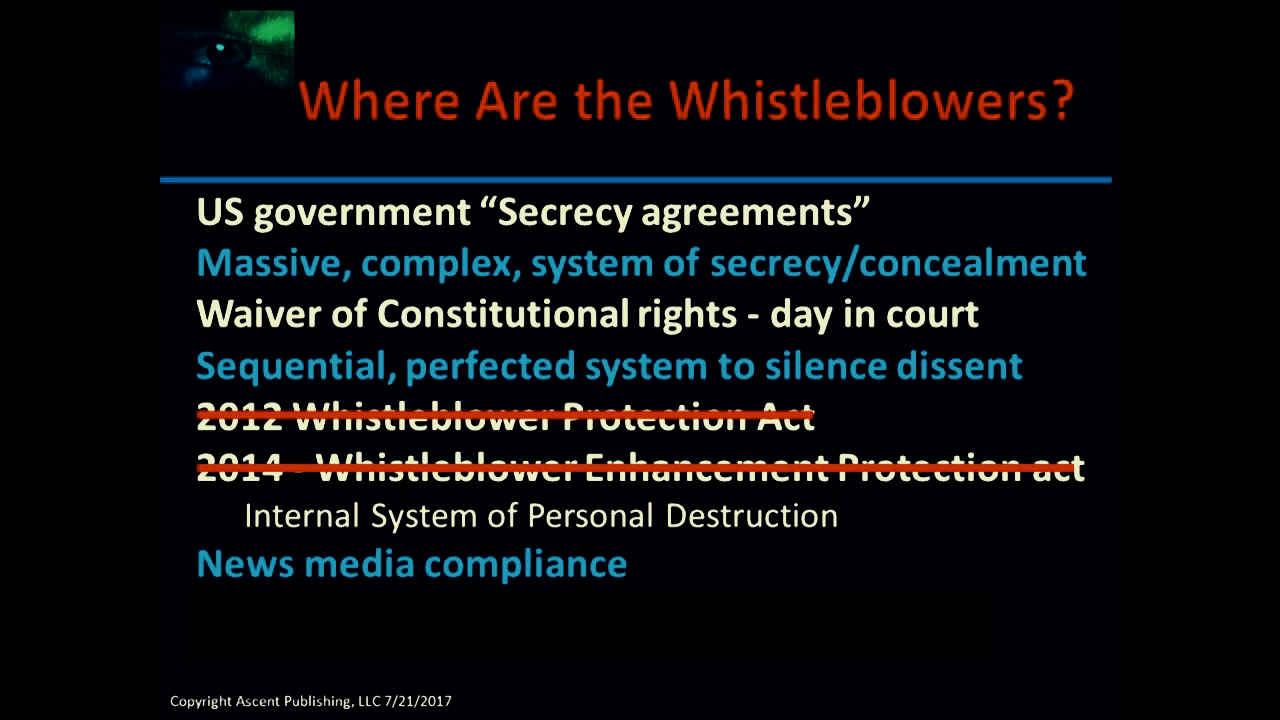 Where Are the Whistleblowers?
US government “Secrecy agreements”
Massive, complex, system of secrecy/concealment
Waiver of Constitutional rights - day in court
Sequential, perfected system to silence dissent
2012 Whistleblower Protection Act
2014 - Whistleblower Enhancement Protection act
Internal System of Personal Destruction
News media compliance
Copyright Ascent Publishing, LLC 7/21/2017